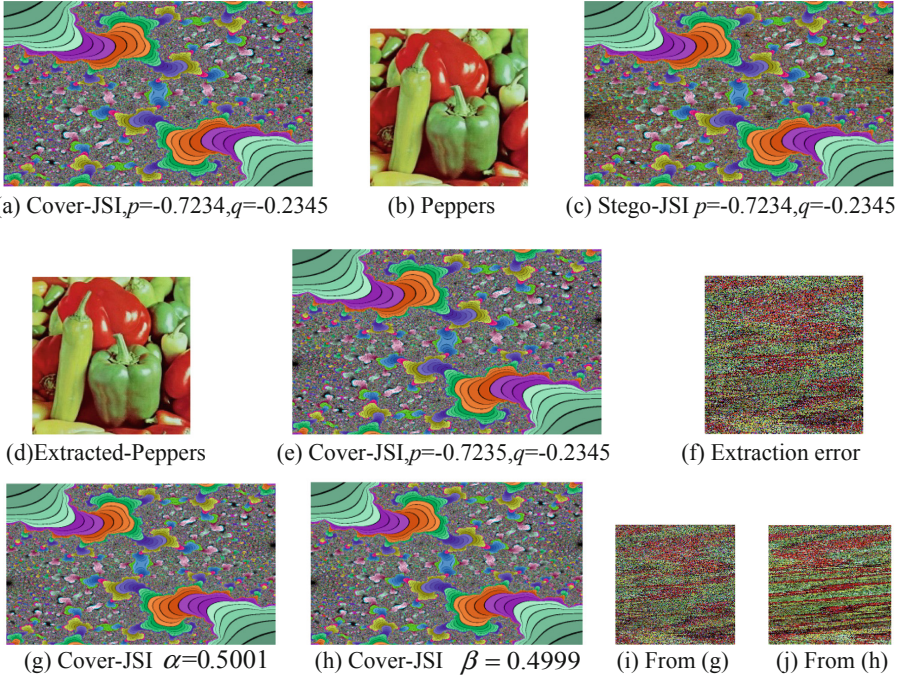 (a) Cover-JSI,p=-0.7234,q=-0.2345
(b) Peppers
(c) Stego-JSI p=-0.7234,q=-0.2345
(d)Extracted-Peppers
(e) Cover-JSI,p=-0.7235,q=-0.2345
(f) Extraction error
(g) Cover-JSI α=0.5001
(h) Cover-JSI β = 0.4999
(i) From (g)
(j) From (h)